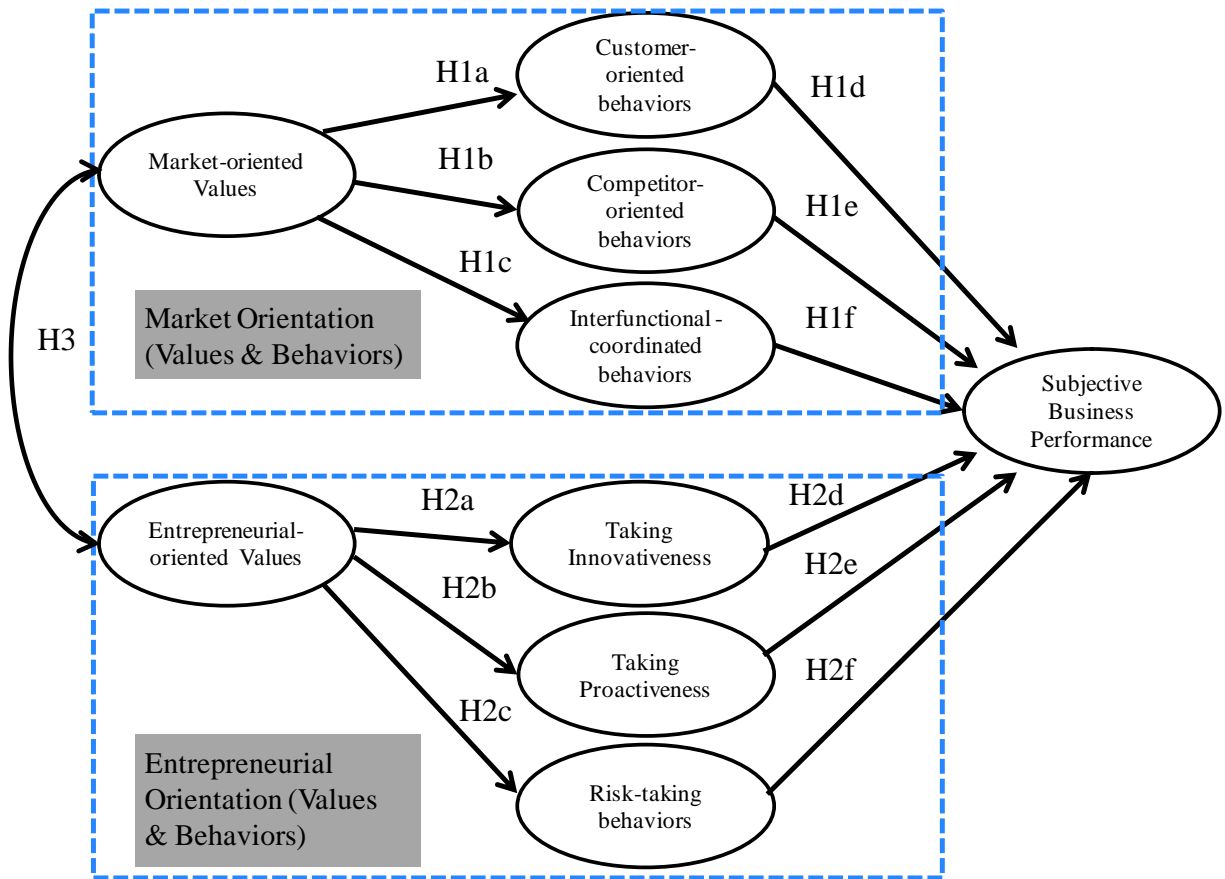 Customer-
oriented
behaviors
H1a
H1d
Market-oriented
Values
H1b
Competitor-
oriented
behaviors
H1e
H1c
Market Orientation
(Values & Behaviors)
Interfunctional -
coordinated
behaviors
H1f
H3
Subjective
Business
Performance
Entrepreneurial-
oriented Values
H2a
Taking
Innovativeness
H2d
H2b
H2e
Taking
Proactiveness
H2c
H2f
Entrepreneurial
Orientation (Values
& Behaviors)
Risk-taking
behaviors